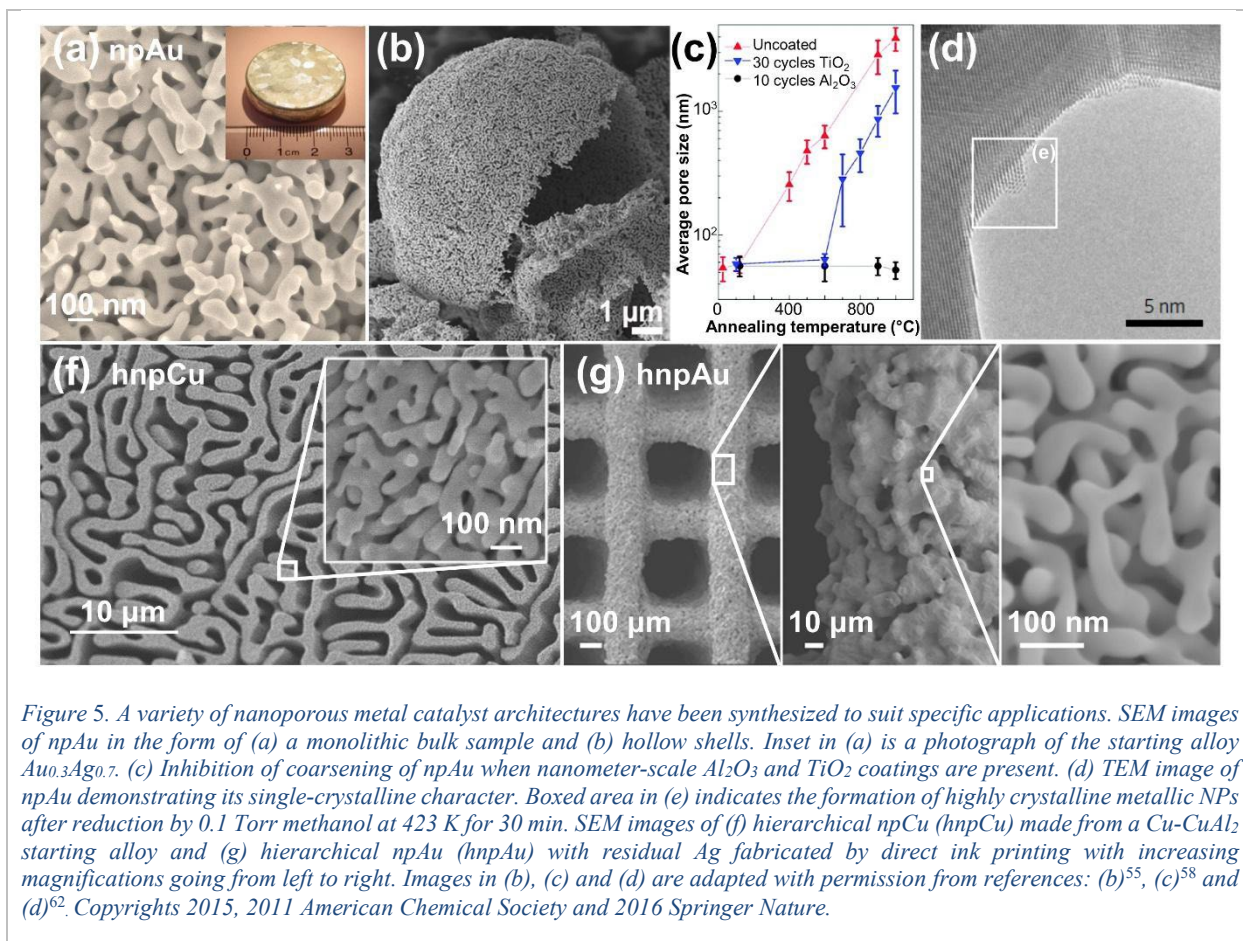 (a) npAu
0 1cm 2 3
100 nm
(b)
1 µm
(c)
Uncoated
30 cycles TiO₂
10 cycles Al₂O₃
Average pore size (nm)
10³
10²
400 800
Annealing temperature (°C)
(d)
(e)
5 nm
(f) hnpCu
100 nm
10 µm
(g) hnpAu
100 µm
10 µm
100 nm
Figure 5. A variety of nanoporous metal catalyst architectures have been synthesized to suit specific applications. SEM images
of npAu in the form of (a) a monolithic bulk sample and (b) hollow shells. Inset in (a) is a photograph of the starting alloy
Au₀.₃Ag₀.₇. (c) Inhibition of coarsening of npAu when nanometer-scale Al₂O₃ and TiO₂ coatings are present. (d) TEM image of
npAu demonstrating its single-crystalline character. Boxed area in (e) indicates the formation of highly crystalline metallic NPs
after reduction by 0.1 Torr methanol at 423 K for 30 min. SEM images of (f) hierarchical npCu (hnpCu) made from a Cu-CuAl₂
starting alloy and (g) hierarchical npAu (hnpAu) with residual Ag fabricated by direct ink printing with increasing
magnifications going from left to right. Images in (b), (c) and (d) are adapted with permission from references: (b)⁵⁵, (c)⁵⁸ and
(d)⁶². Copyrights 2015, 2011 American Chemical Society and 2016 Springer Nature.